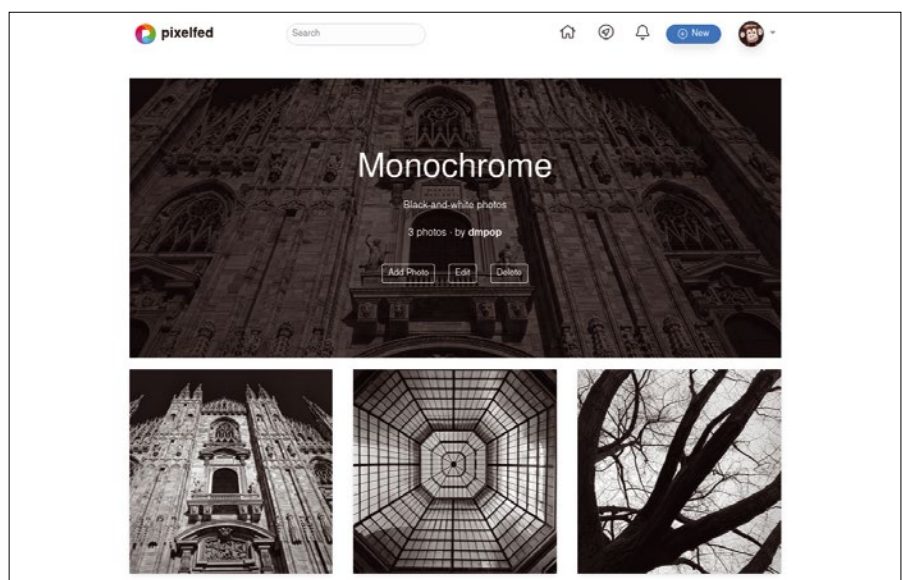 pixelfed
Search
New
Monochrome
Black-and-white photos
3 photos · by dmpop
Add Photo
Edit
Delete